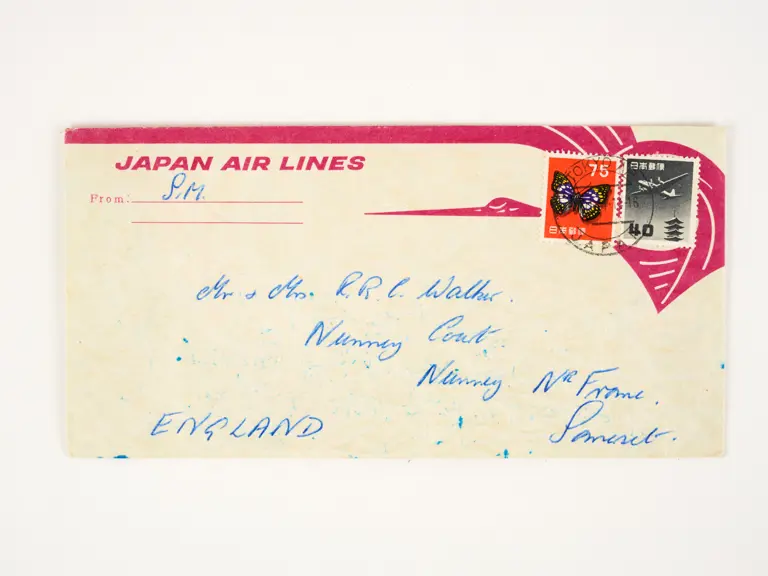 JAPAN AIR LINES
From: P.M.
75
日本郵便
日本郵便
40
JAPAN
Mr & Mrs. R.R.C. Walker.
Nunney Court
Nunney Nr Frome.
Somerset.
ENGLAND.